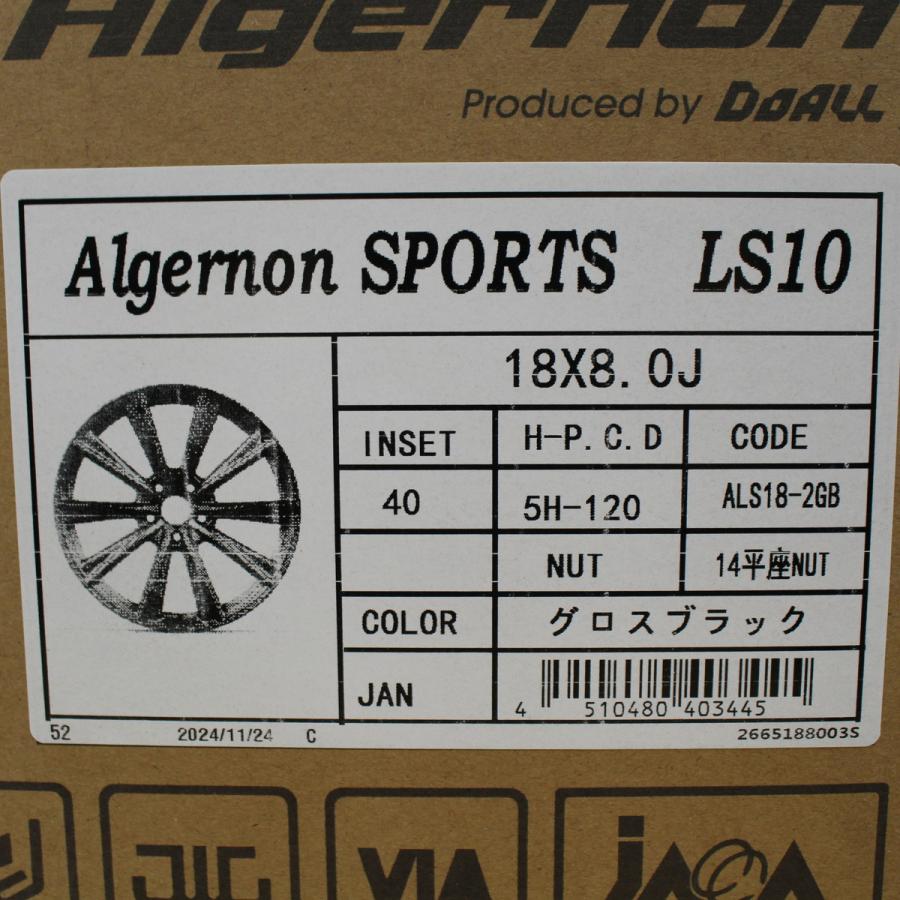 Algernon
Produced by DOALL
Algernon SPORTS LS10
18X8.0J
INSET H-P.C.D CODE
40 5H-120 ALS18-2GB
NUT 14平座NUT
COLOR グロスブラック
JAN 4 510480 403445
52 2024/11/24 C 2665188003S
JWL VIA JAWA